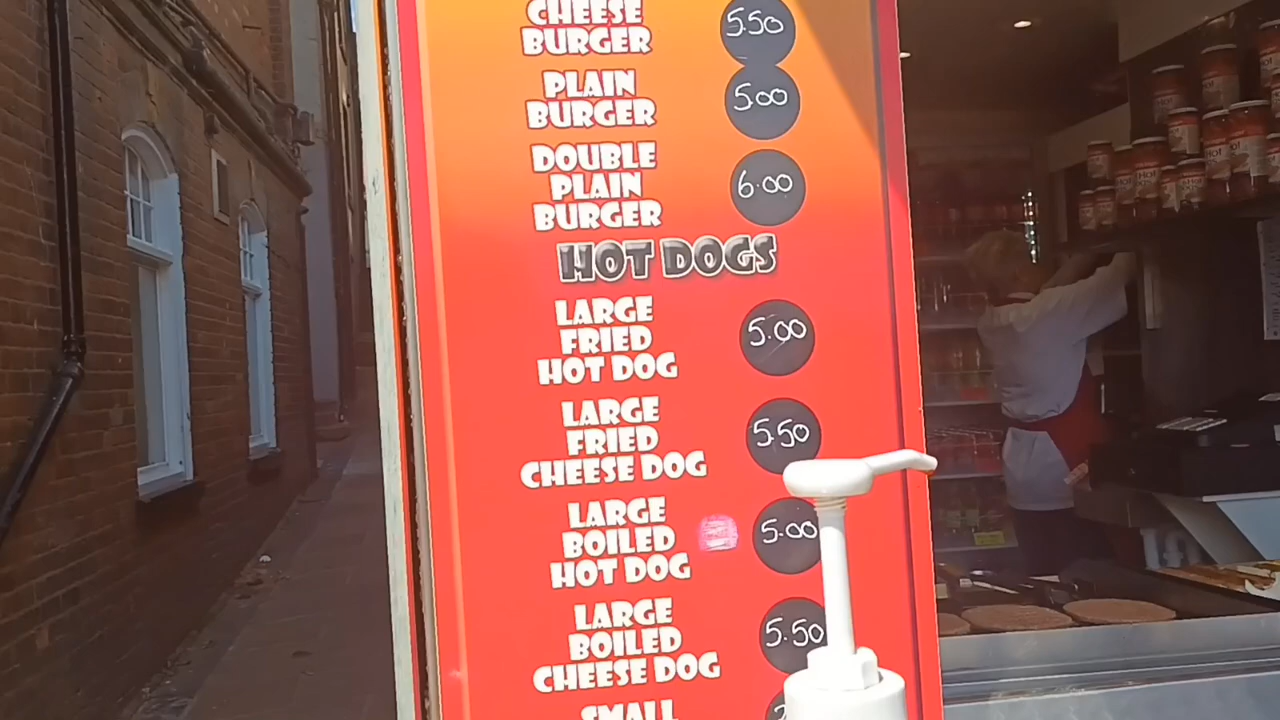 CHEESE
BURGER
5.50
PLAIN
BURGER
5.00
DOUBLE
PLAIN
BURGER
6.00
HOT DOGS
LARGE
FRIED
HOT DOG
5.00
LARGE
FRIED
CHEESE DOG
5.50
LARGE
BOILED
HOT DOG
5.00
LARGE
BOILED
CHEESE DOG
5.50
SMALL